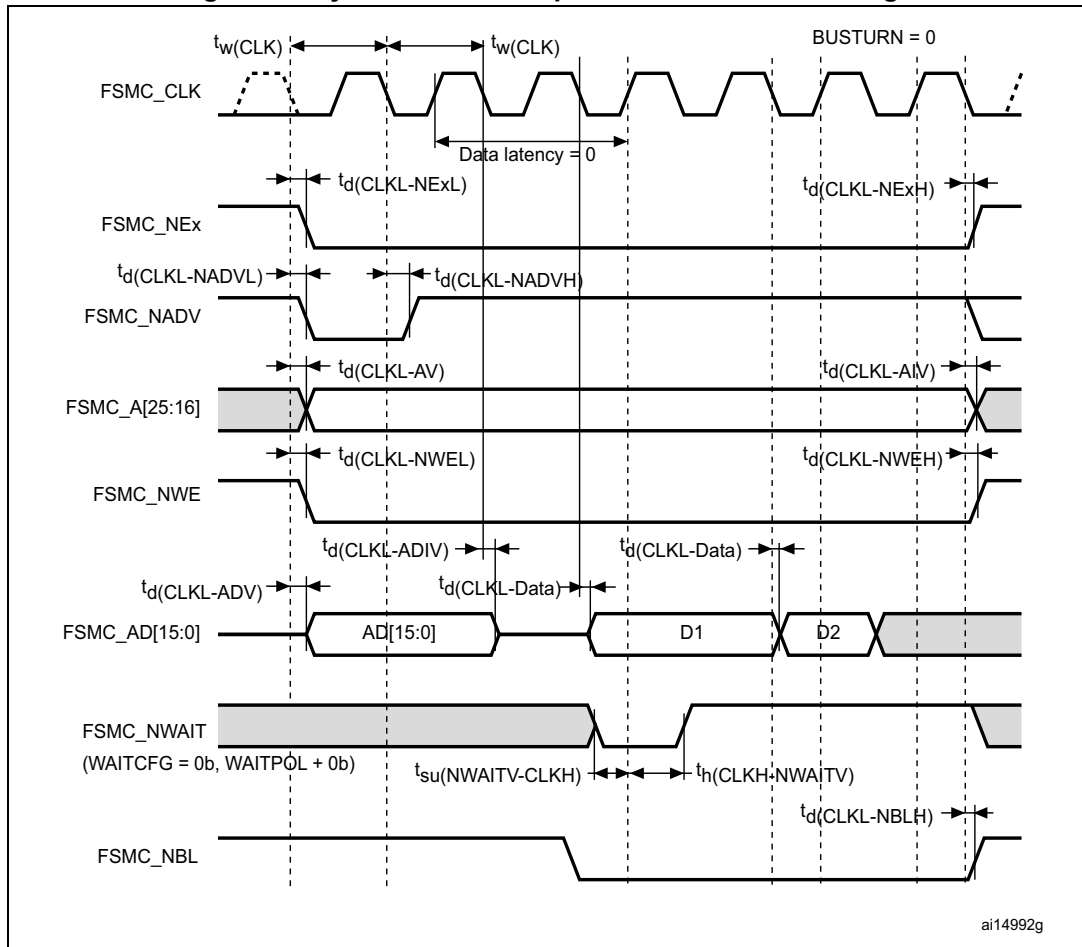 tw(CLK) tw(CLK) BUSTURN = 0
FSMC_CLK
Data latency = 0
td(CLKL-NExL) td(CLKL-NExH)
FSMC_NEx
td(CLKL-NADVL) td(CLKL-NADVH)
FSMC_NADV
td(CLKL-AV) td(CLKL-AIV)
FSMC_A[25:16]
td(CLKL-NWEL) td(CLKL-NWEH)
FSMC_NWE
td(CLKL-ADIV) td(CLKL-Data)
td(CLKL-ADV) td(CLKL-Data)
FSMC_AD[15:0] AD[15:0] D1 D2
FSMC_NWAIT
(WAITCFG = 0b, WAITPOL + 0b)
tsu(NWAITV-CLKH) th(CLKH-NWAITV)
td(CLKL-NBLH)
FSMC_NBL
ai14992g